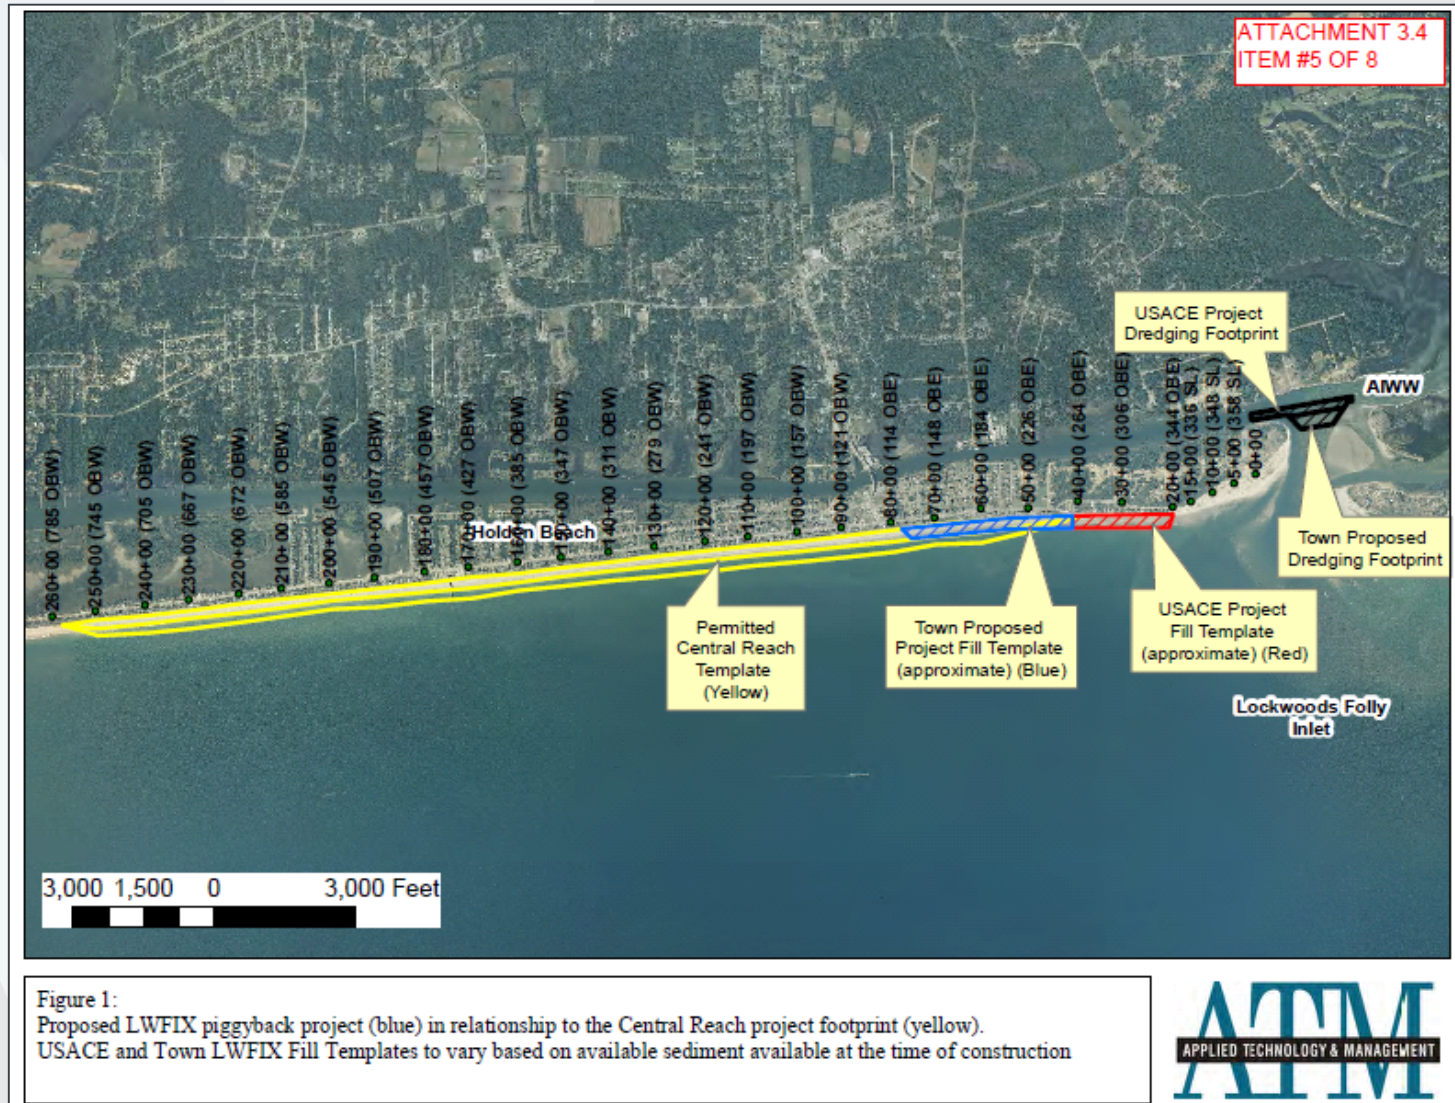 ATTACHMENT 3.4
ITEM #5 OF 8
USACE Project
Dredging Footprint
AIWW
Town Proposed
Dredging Footprint
260+00 (785 OBW)
250+00 (745 OBW)
240+00 (705 OBW)
230+00 (667 OBW)
220+00 (672 OBW)
210+00 (585 OBW)
200+00 (545 OBW)
190+00 (507 OBW)
180+00 (457 OBW)
170+00 (427 OBW)
160+00 (385 OBW)
150+00 (347 OBW)
140+00 (311 OBW)
130+00 (279 OBW)
120+00 (241 OBW)
110+00 (197 OBW)
100+00 (157 OBW)
90+00 (121 OBW)
80+00 (114 OBE)
70+00 (148 OBE)
60+00 (184 OBE)
50+00 (226 OBE)
40+00 (264 OBE)
30+00 (306 OBE)
20+00 (344 OBE)
15+00 (336 SL)
10+00 (348 SL)
5+00 (358 SL)
0+00
Holden Beach
Permitted
Central Reach
Template
(Yellow)
Town Proposed
Project Fill Template
(approximate) (Blue)
USACE Project
Fill Template
(approximate) (Red)
Lockwoods Folly
Inlet
3,000 1,500 0 3,000 Feet
Figure 1:
Proposed LWFIX piggyback project (blue) in relationship to the Central Reach project footprint (yellow).
USACE and Town LWFIX Fill Templates to vary based on available sediment available at the time of construction
ATM
APPLIED TECHNOLOGY & MANAGEMENT